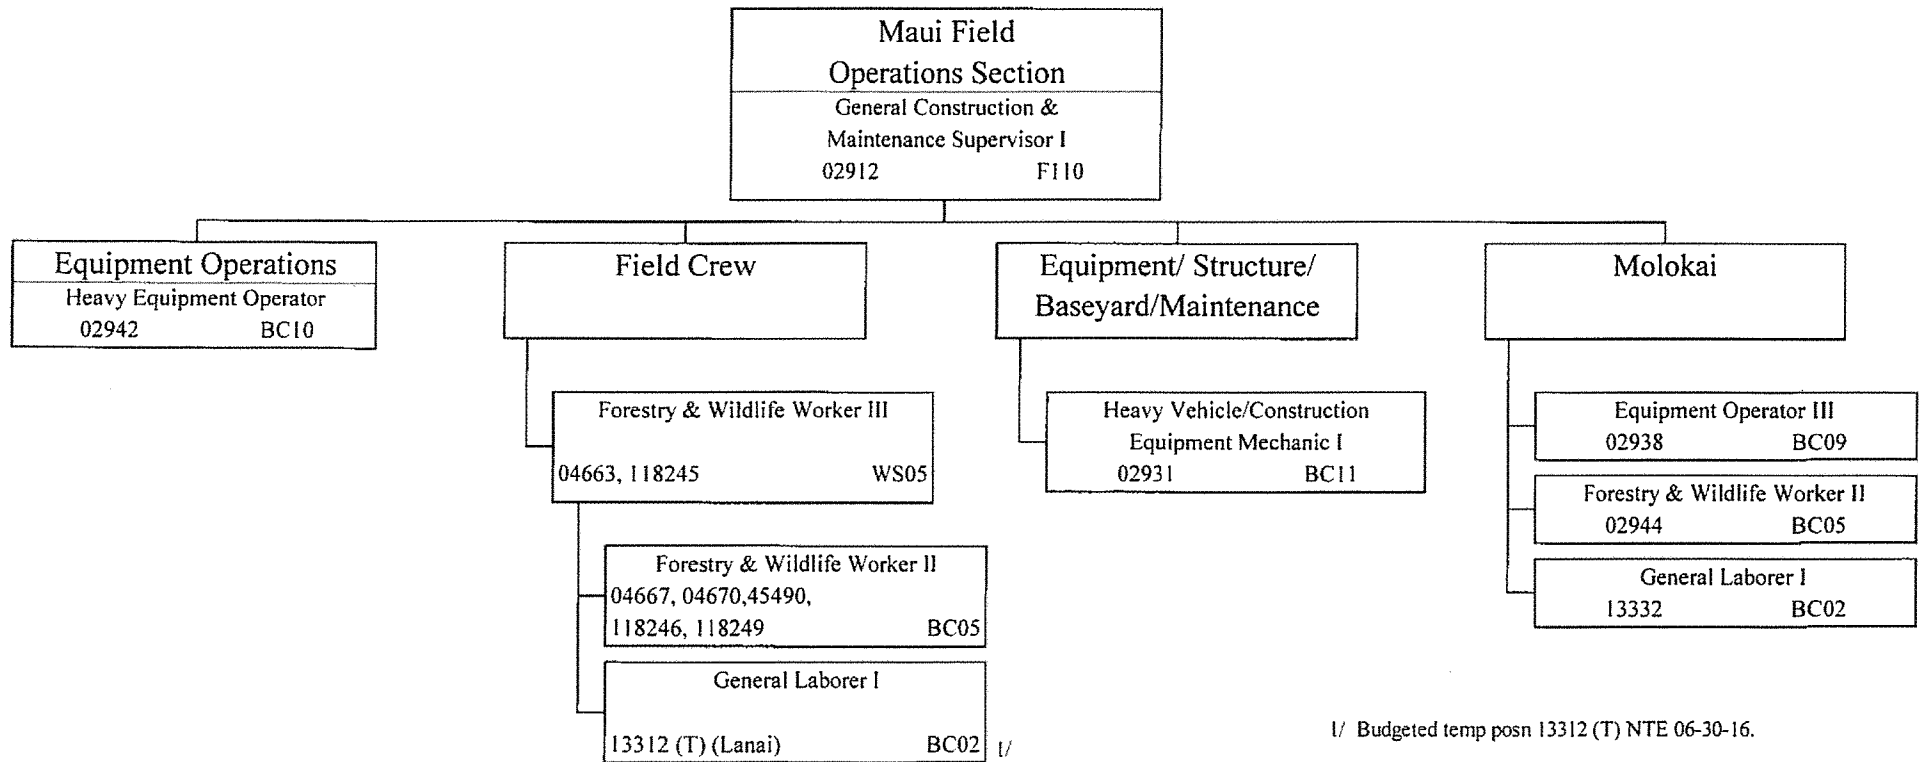 Maui Field
Operations Section
General Construction &
Maintenance Supervisor I
02912 F110
Equipment Operations
Heavy Equipment Operator
02942 BC10
Field Crew
Forestry & Wildlife Worker III
04663, 118245 WS05
Forestry & Wildlife Worker II
04667, 04670,45490,
118246, 118249 BC05
General Laborer I
13312 (T) (Lanai) BC02 1/
Equipment/ Structure/
Baseyard/Maintenance
Heavy Vehicle/Construction
Equipment Mechanic I
02931 BC11
Molokai
Equipment Operator III
02938 BC09
Forestry & Wildlife Worker II
02944 BC05
General Laborer I
13332 BC02
1/ Budgeted temp posn 13312 (T) NTE 06-30-16.